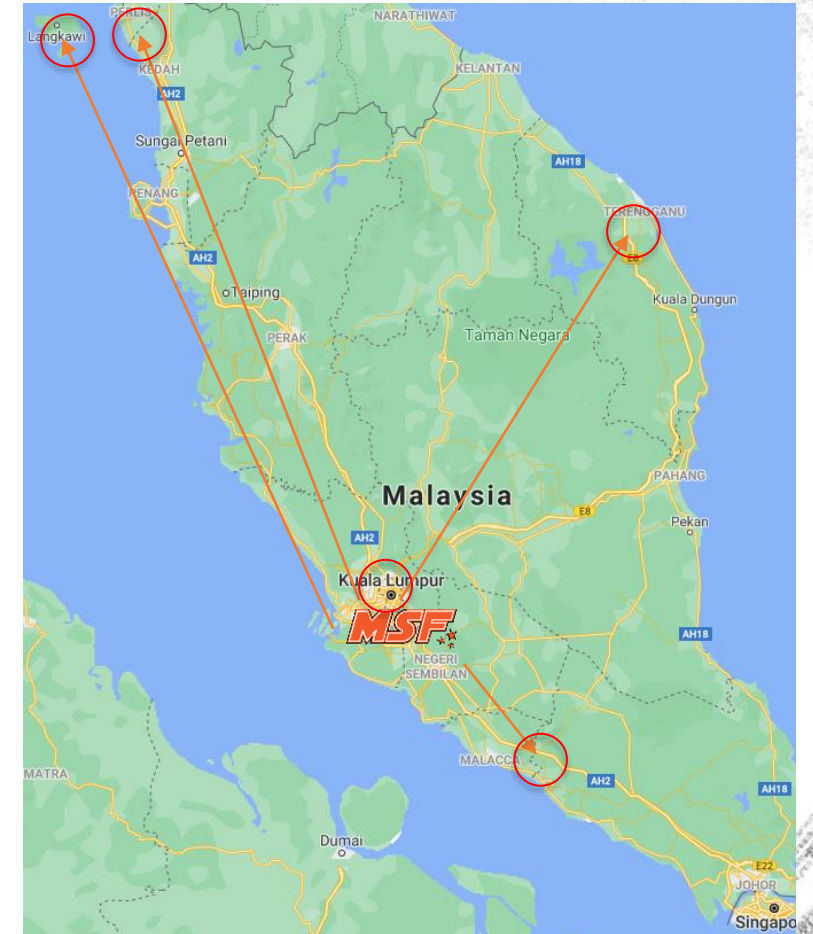 PERLIS
NARATHIWAT
Langkawi
KEDAH
KELANTAN
AH2
Sungai Petani
AH18
PENANG
TERENGGANU
AH2
E8
Taiping
Kuala Dungun
PERAK
Taman Negara
Malaysia
PAHANG
E8
Pekan
AH2
Kuala Lumpur
MSF
AH18
NEGERI
SEMBILAN
MALACCA
MATRA
AH2
AH18
Dumai
E22
JOHOR
Singapo